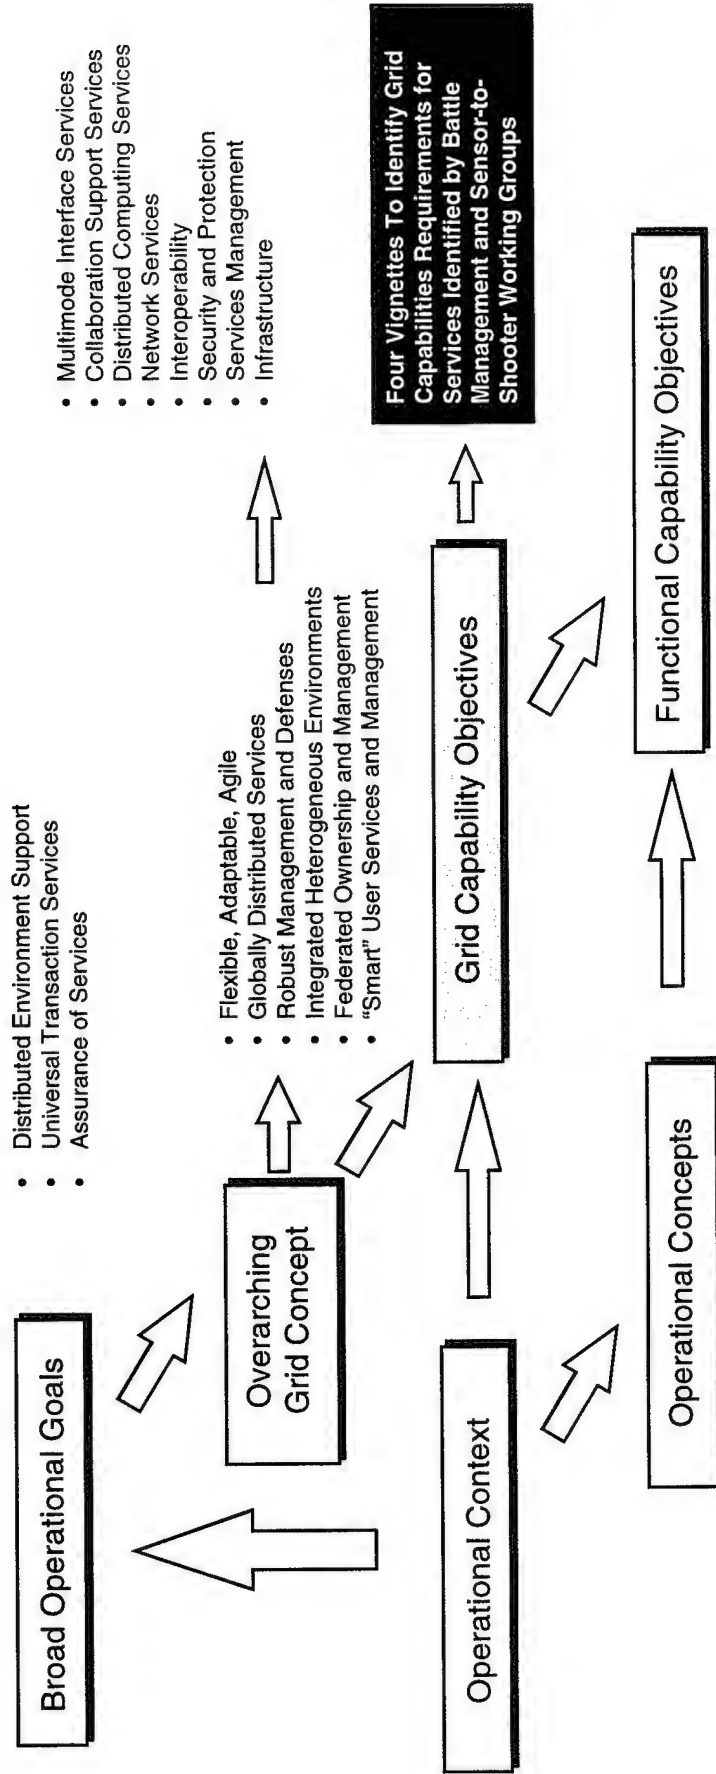 Broad Operational Goals
• Distributed Environment Support
• Universal Transaction Services
• Assurance of Services
Overarching
Grid Concept
• Flexible, Adaptable, Agile
• Globally Distributed Services
• Robust Management and Defenses
• Integrated Heterogeneous Environments
• Federated Ownership and Management
• “Smart” User Services and Management
• Multimode Interface Services
• Collaboration Support Services
• Distributed Computing Services
• Network Services
• Interoperability
• Security and Protection
• Services Management
• Infrastructure
Operational Context
Grid Capability Objectives
Four Vignettes To Identify Grid
Capabilities Requirements for
Services Identified by Battle
Management and Sensor-to-
Shooter Working Groups
Operational Concepts
Functional Capability Objectives